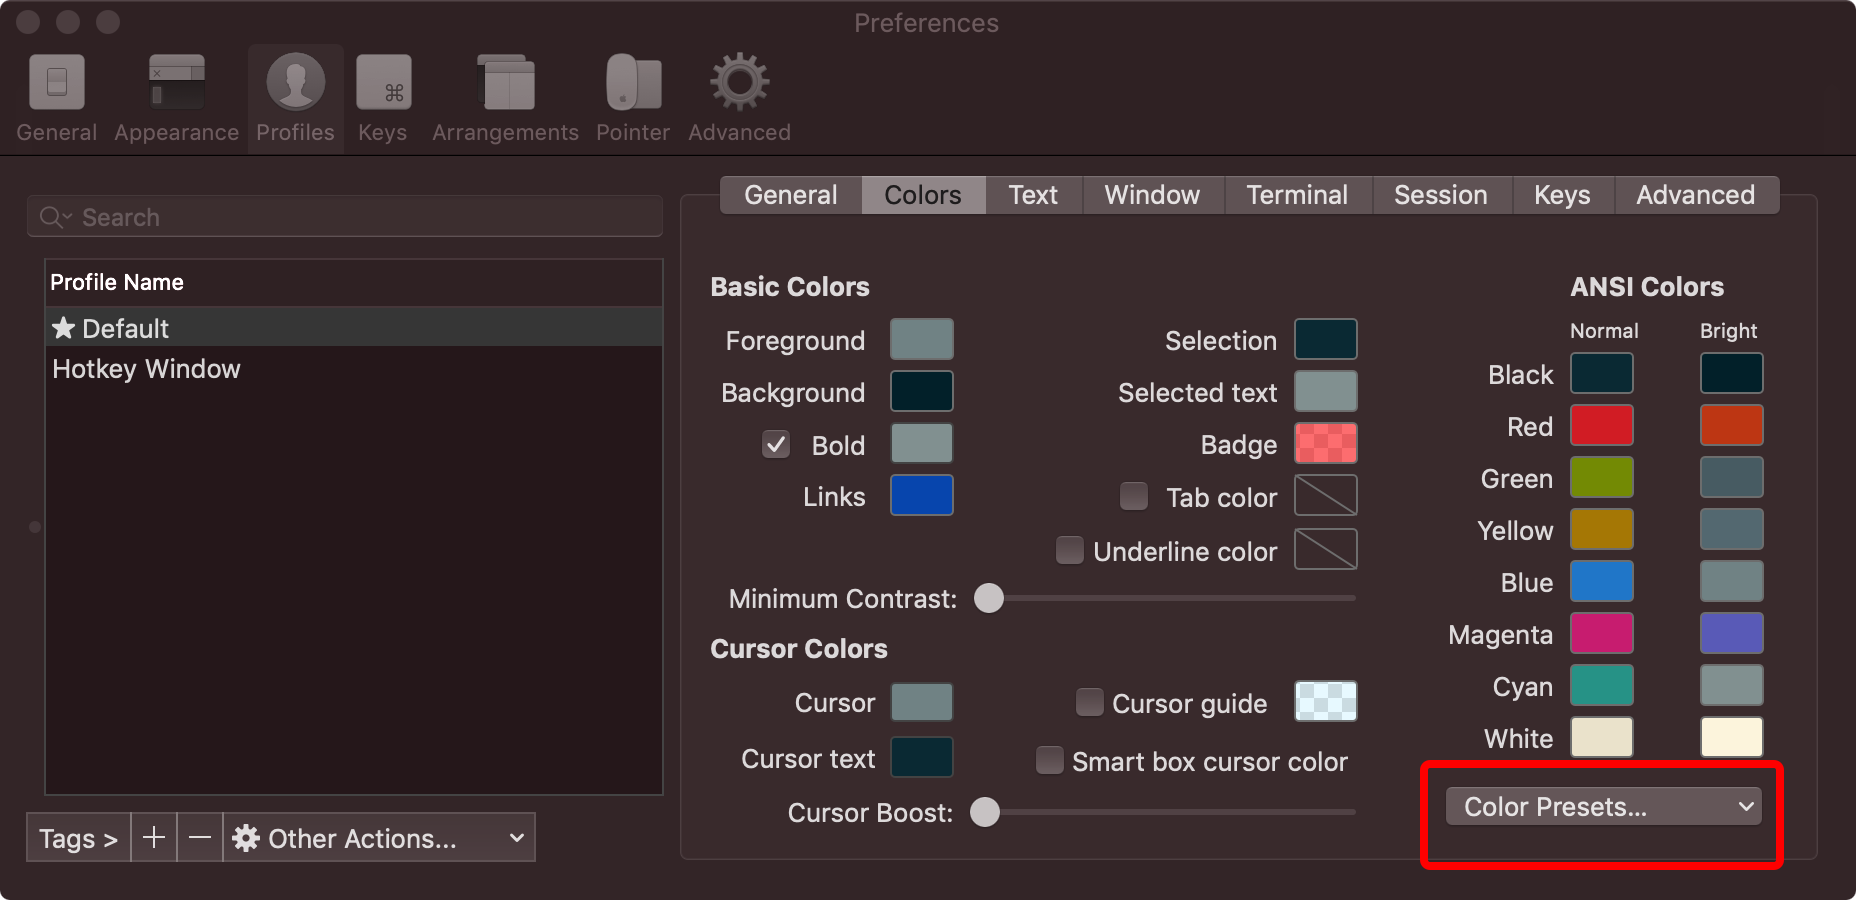 Preferences
General Appearance Profiles Keys Arrangements Pointer Advanced
Search
Profile Name
★ Default
Hotkey Window
Tags > + − Other Actions...
General Colors Text Window Terminal Session Keys Advanced
Basic Colors
Foreground
Background
Bold
Links
Selection
Selected text
Badge
Tab color
Underline color
Minimum Contrast:
Cursor Colors
Cursor
Cursor text
Cursor guide
Smart box cursor color
Cursor Boost:
ANSI Colors
Normal Bright
Black
Red
Green
Yellow
Blue
Magenta
Cyan
White
Color Presets...